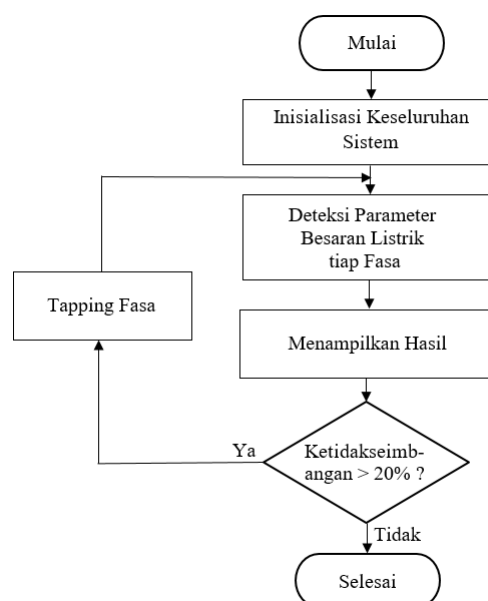 Mulai
Inisialisasi Keseluruhan
Sistem
Deteksi Parameter
Besaran Listrik
tiap Fasa
Tapping Fasa
Menampilkan Hasil
Ya
Ketidakseimb-
angan > 20% ?
Tidak
Selesai